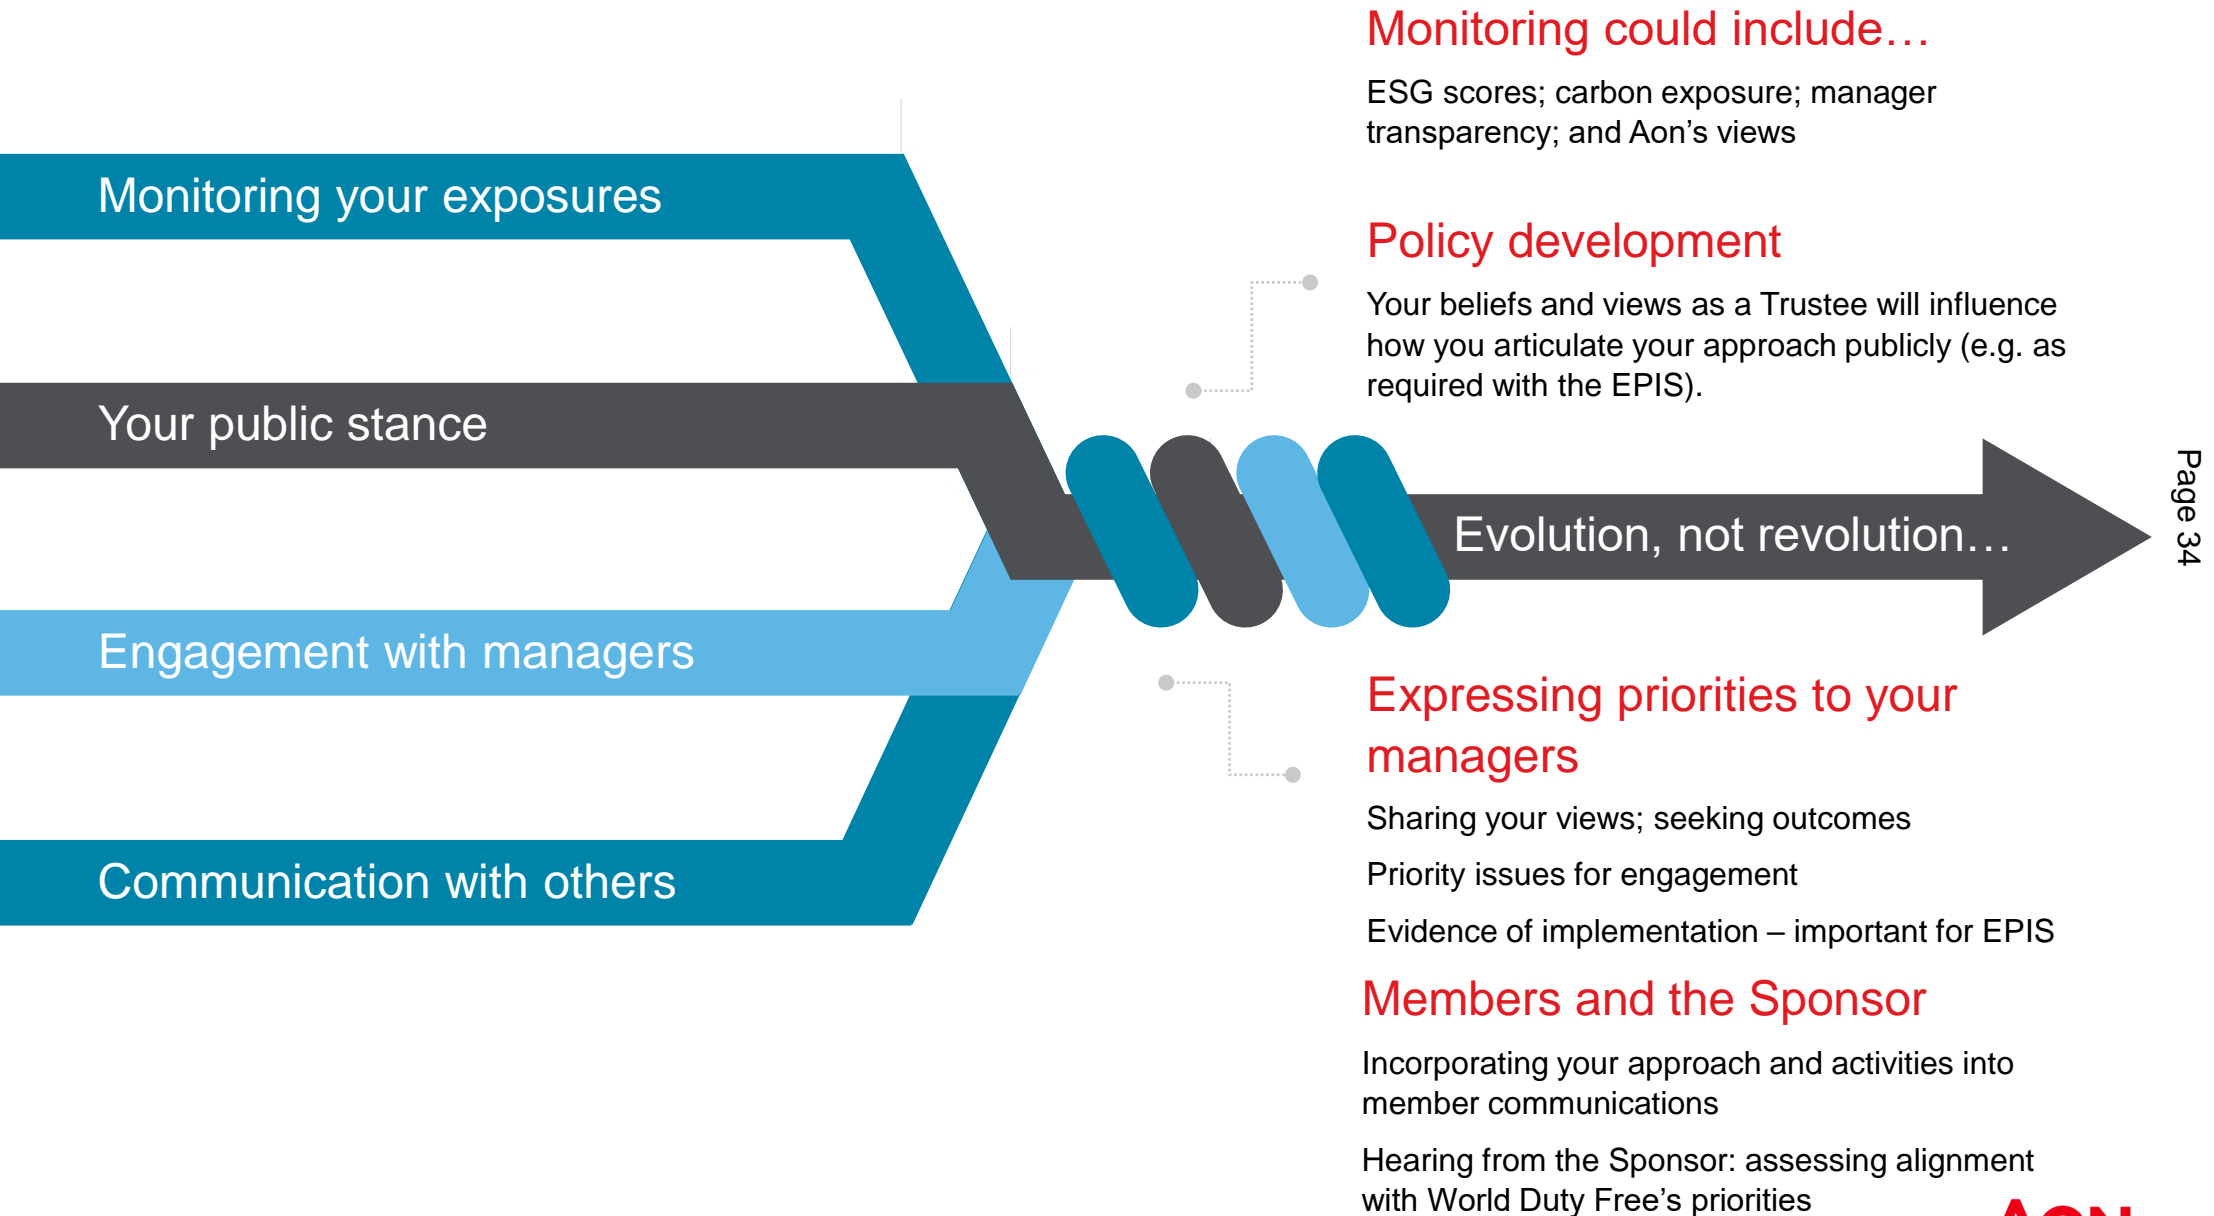 Monitoring your exposures
Your public stance
Engagement with managers
Communication with others
Evolution, not revolution…
Monitoring could include…
ESG scores; carbon exposure; manager
transparency; and Aon’s views
Policy development
Your beliefs and views as a Trustee will influence
how you articulate your approach publicly (e.g. as
required with the EPIS).
Expressing priorities to your
managers
Sharing your views; seeking outcomes
Priority issues for engagement
Evidence of implementation – important for EPIS
Members and the Sponsor
Incorporating your approach and activities into
member communications
Hearing from the Sponsor: assessing alignment
with World Duty Free’s priorities
AON
Page 34